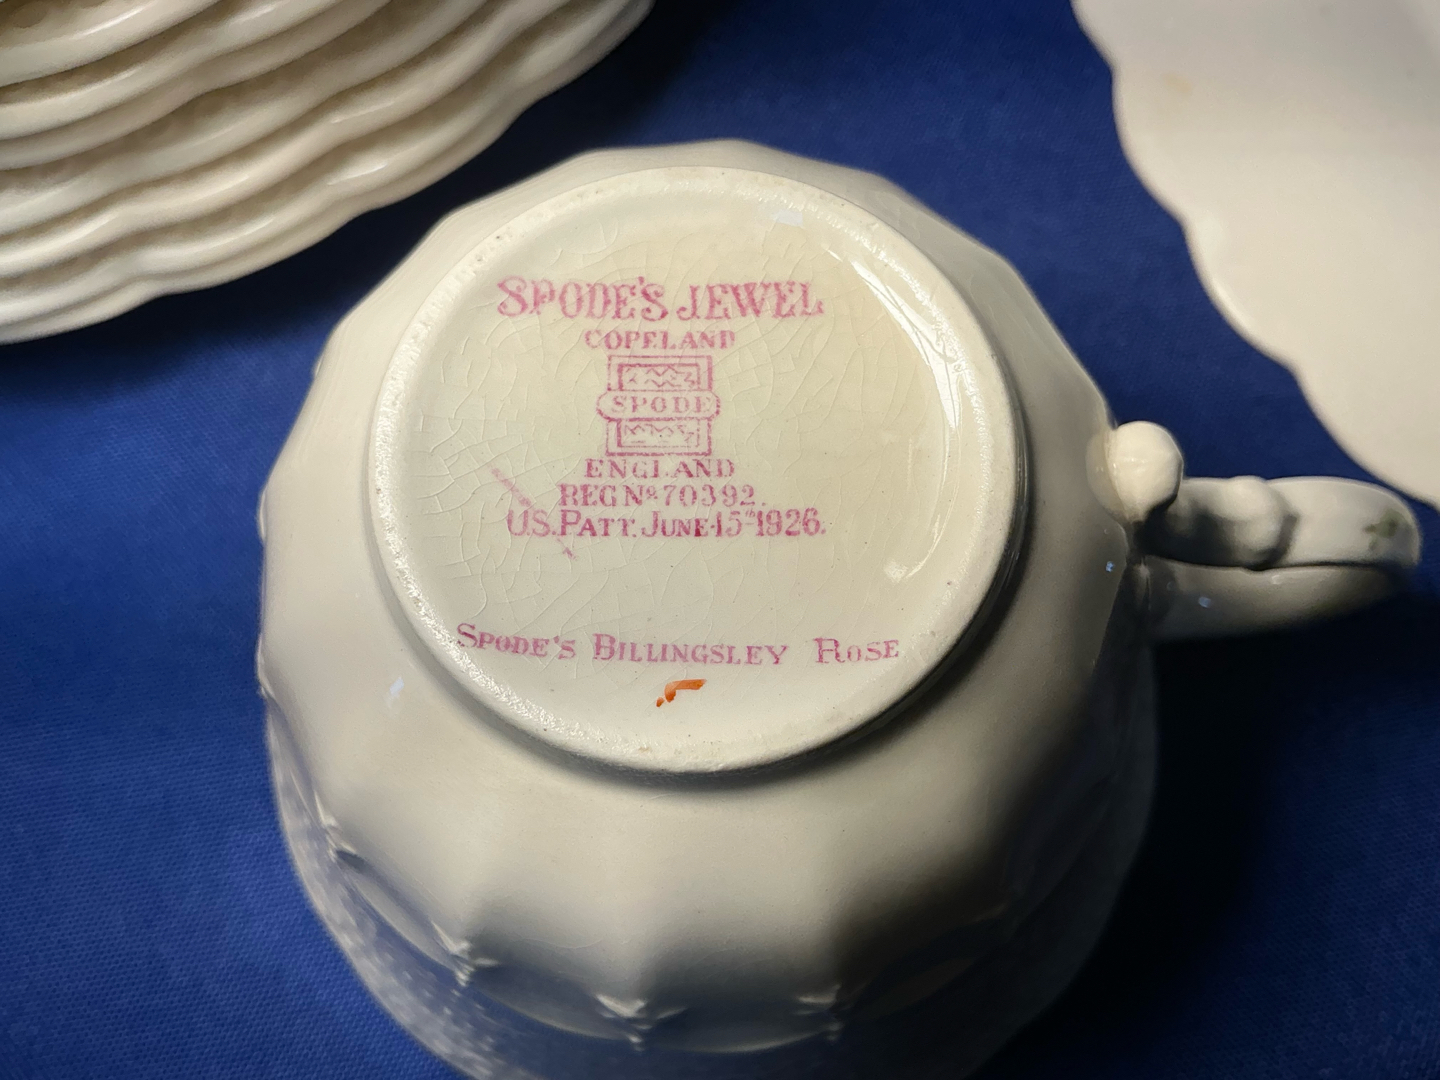 SPODE'S JEWEL
COPELAND
SPODE
ENGLAND
REG Nº 70392.
U.S. PATT. JUNE·15TH 1926.
SPODE'S BILLINGSLEY ROSE